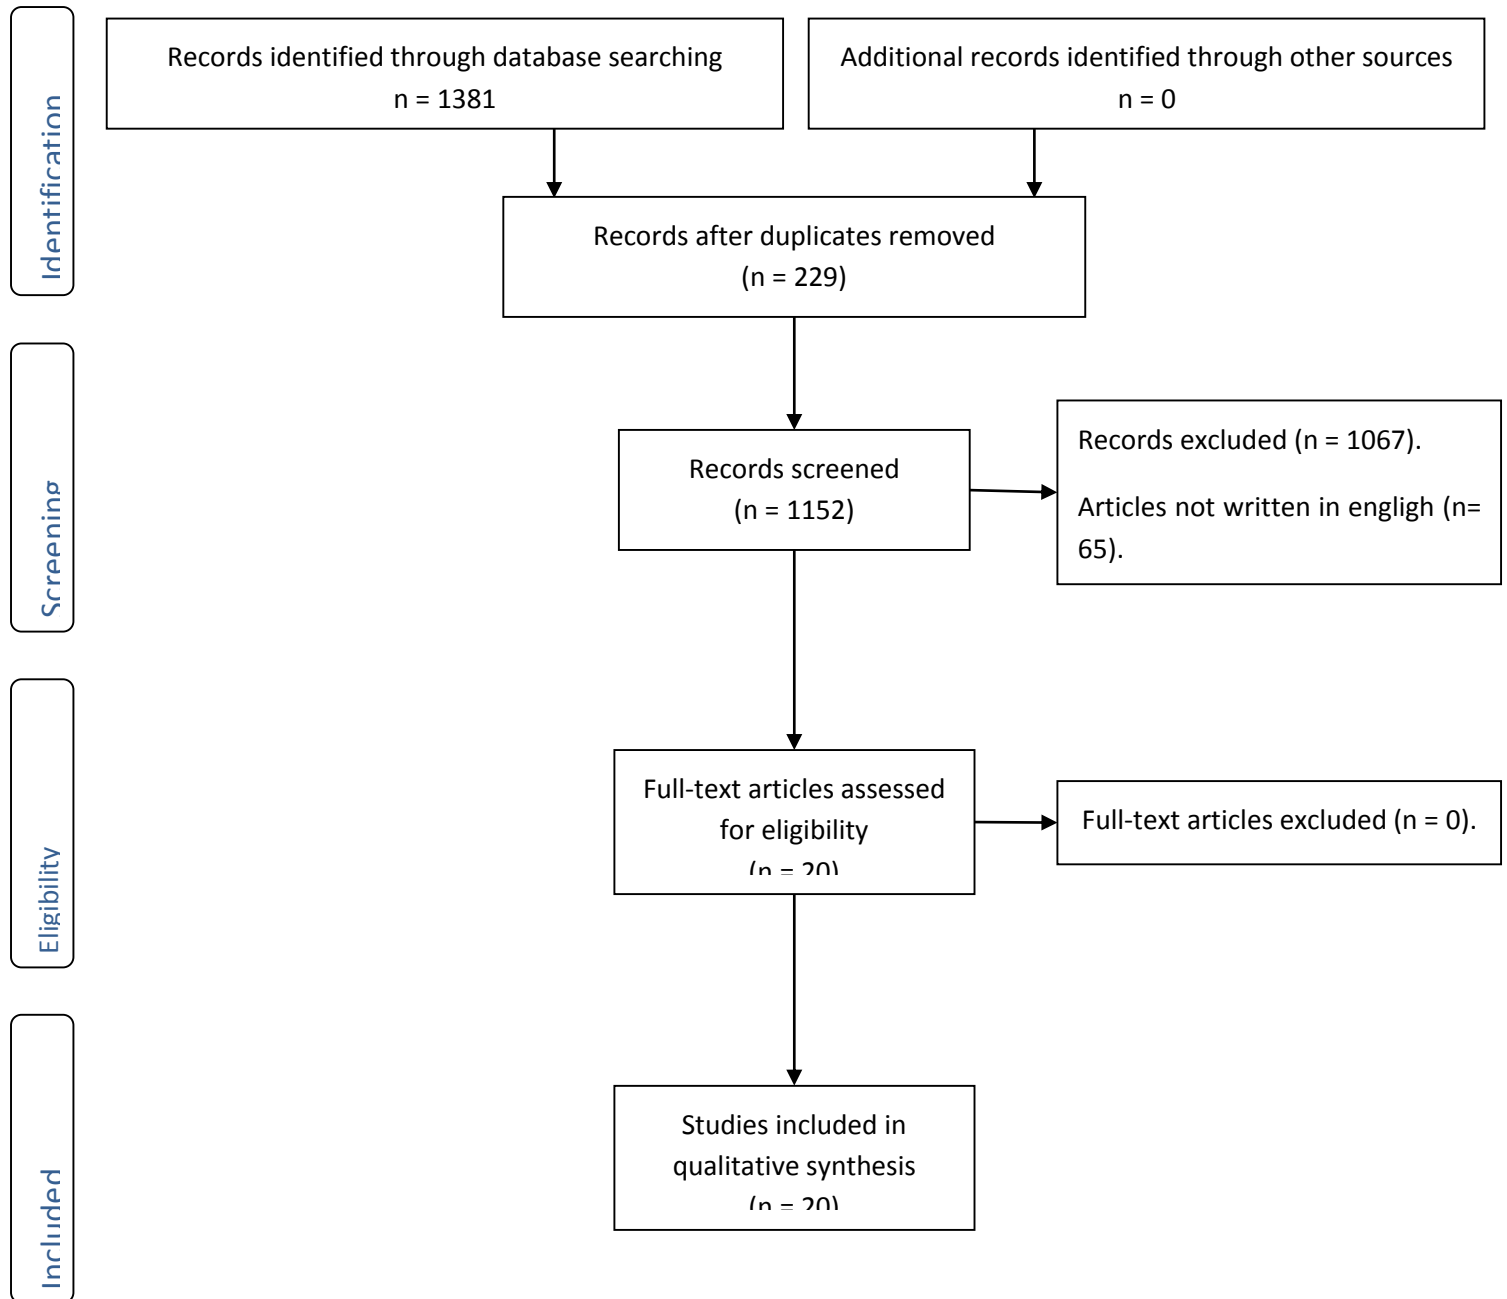 Identification
Records identified through database searching
n = 1381
Additional records identified through other sources
n = 0
Records after duplicates removed
(n = 229)
Screening
Records screened
(n = 1152)
Records excluded (n = 1067).
Articles not written in engligh (n=
65).
Eligibility
Full-text articles assessed
for eligibility
(n = 20)
Full-text articles excluded (n = 0).
Included
Studies included in
qualitative synthesis
(n = 20)